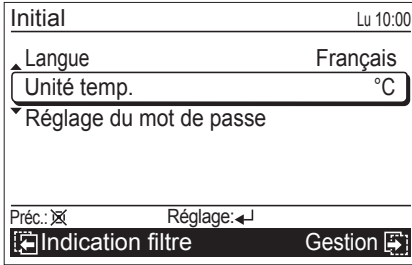 Initial Lu 10:00
Langue Français
Unité temp. °C
Réglage du mot de passe
Préc.: Réglage:
Indication filtre Gestion